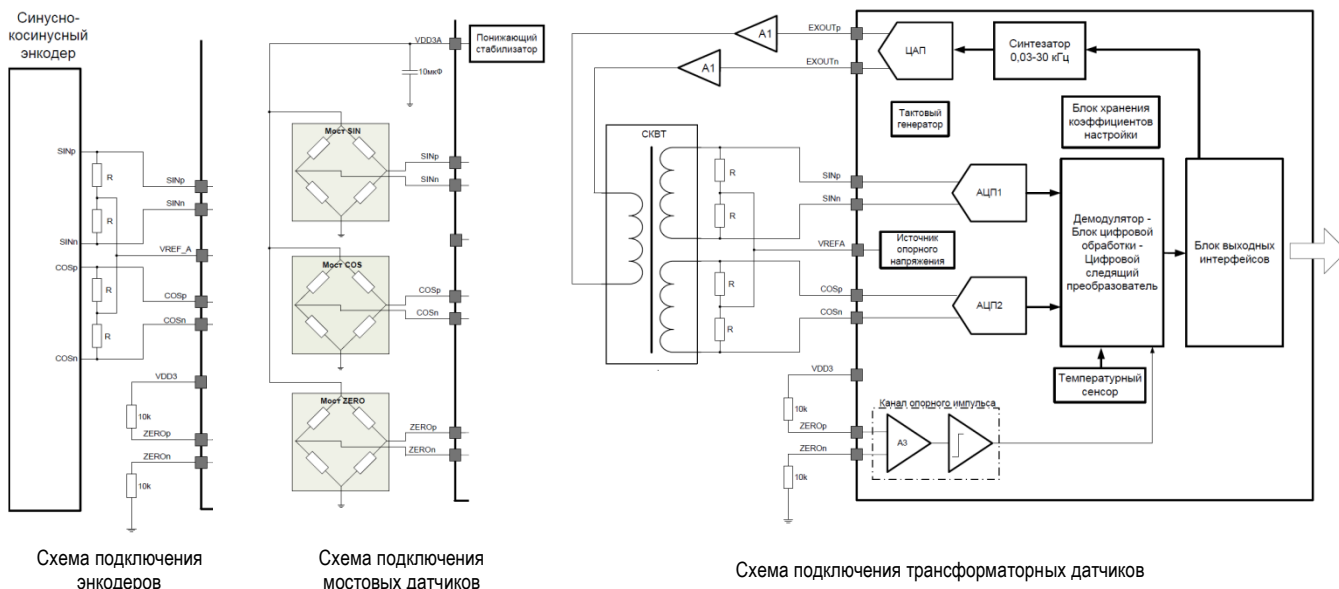 Синусно-
косинусный
энкодер
SINp
R
SINp
R
SINn
SINn
VREF_A
COSp
R
COSp
R
COSn
COSn
VDD3
10k
ZEROp
ZEROn
10k
Схема подключения
энкодеров
VDD3A
Понижающий
стабилизатор
10мкФ
Мост SIN
SINp
SINn
Мост COS
COSp
COSn
Мост ZERO
ZEROp
ZEROn
Схема подключения
мостовых датчиков
A1
EXOUTp
A1
EXOUTn
ЦАП
Синтезатор
0,03-30 кГц
Тактовый
генератор
Блок хранения
коэффициентов
настройки
СКВТ
R
SINp
R
SINn
АЦП1
VREFA
Источник
опорного
напряжения
R
COSp
R
COSn
АЦП2
Демодулятор -
Блок цифровой
обработки -
Цифровой
следящий
преобразователь
Блок выходных
интерфейсов
Температурный
сенсор
VDD3
10k
ZEROp
ZEROn
10k
Канал опорного импульса
A3
Схема подключения трансформаторных датчиков